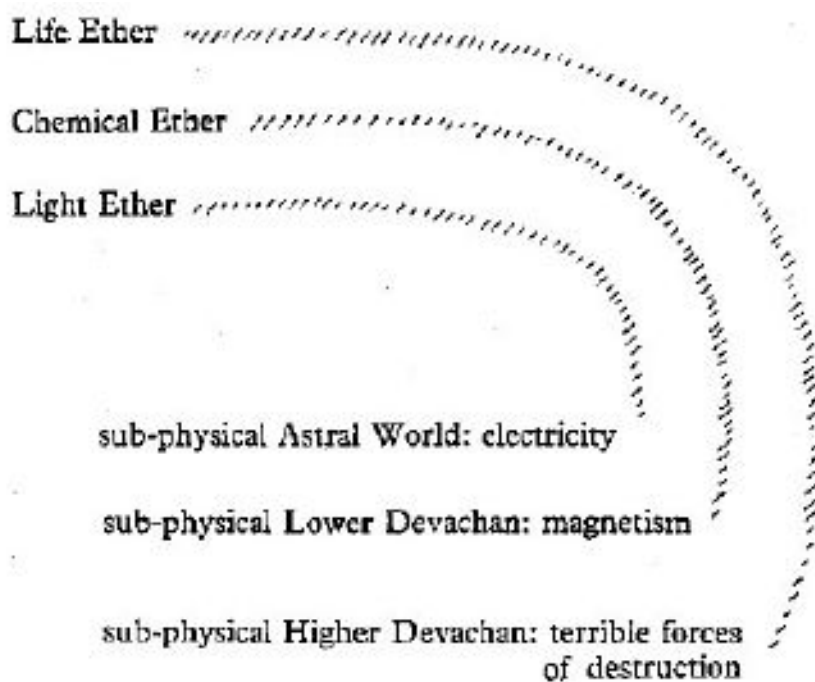 Life Ether
Chemical Ether
Light Ether
sub-physical Astral World: electricity
sub-physical Lower Devachan: magnetism
sub-physical Higher Devachan: terrible forces
of destruction